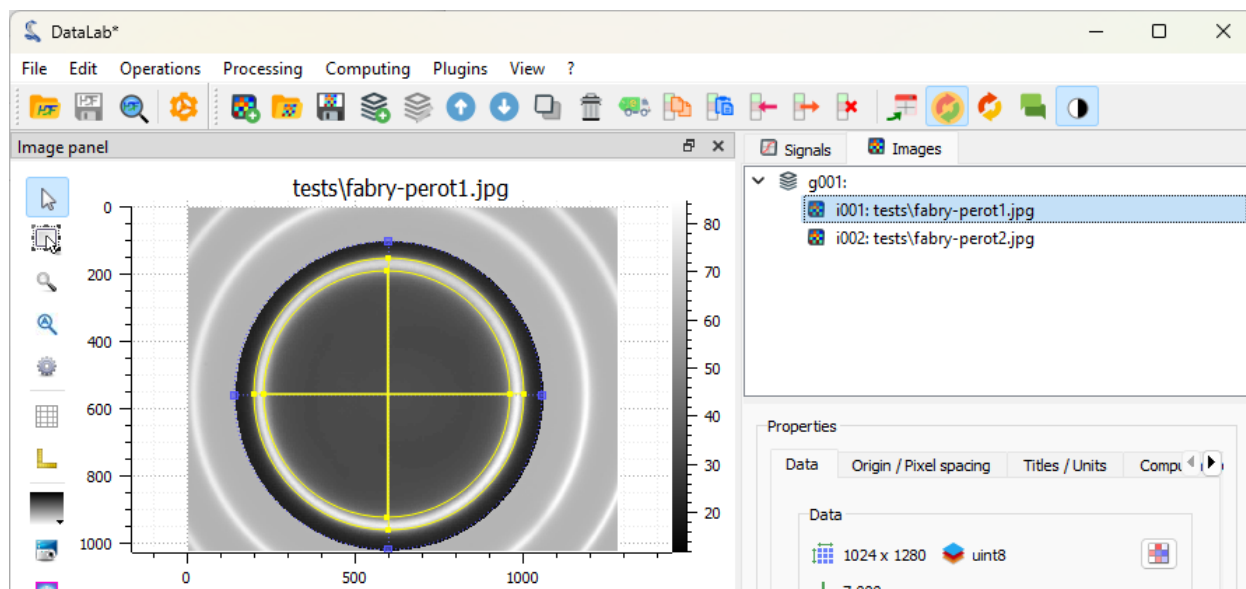 DataLab*
File Edit Operations Processing Computing Plugins View ?
Image panel
Signals Images
tests\fabry-perot1.jpg
0
200
400
600
800
1000
0 500 1000
80
70
60
50
40
30
20
g001:
i001: tests\fabry-perot1.jpg
i002: tests\fabry-perot2.jpg
Properties
Data Origin / Pixel spacing Titles / Units
Data
1024 x 1280 uint8